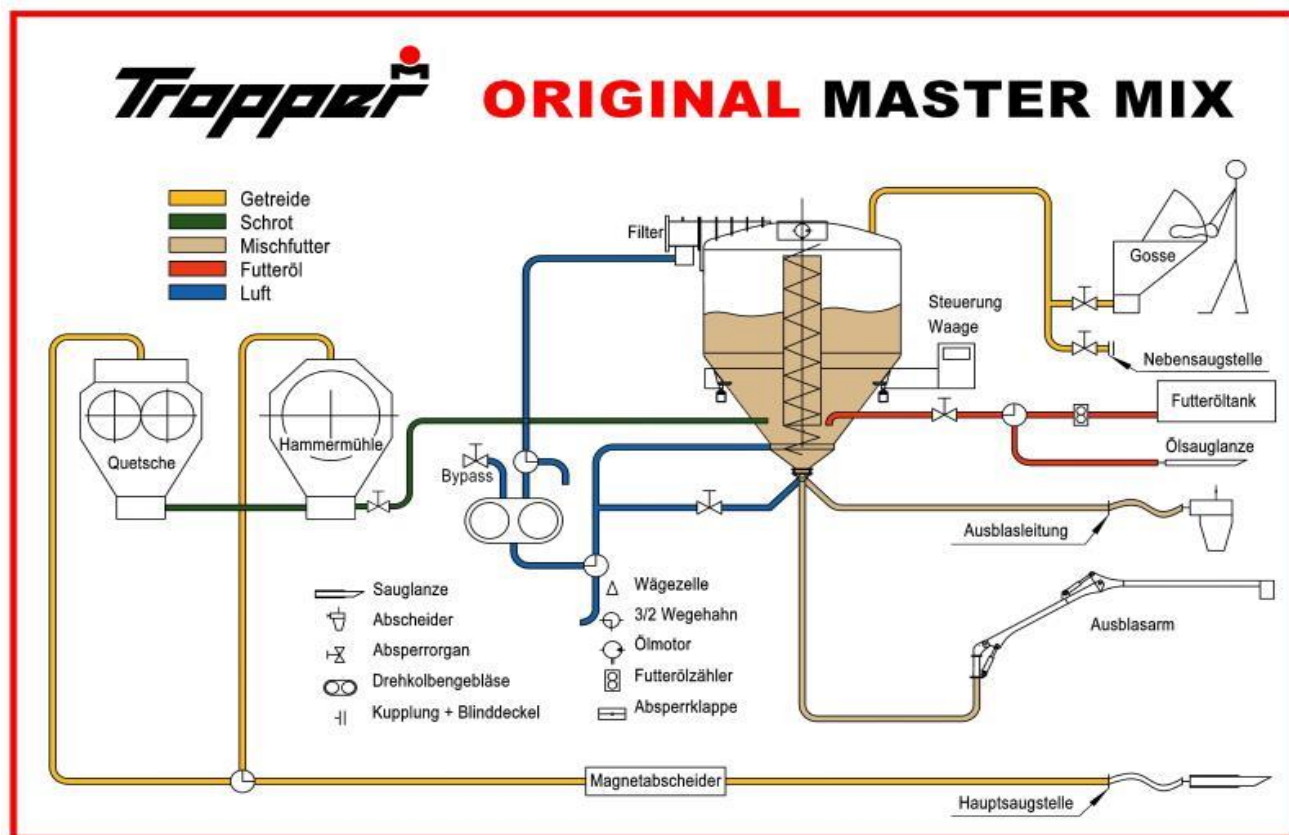 Tropper
ORIGINAL MASTER MIX
Getreide
Schrot
Mischfutter
Futteröl
Luft
Filter
Gosse
Steuerung
Waage
Nebensaugstelle
Futteröltank
Ölsauglanze
Quetsche
Hammermühle
Bypass
Ausblasleitung
Ausblasarm
Sauglanze
Abscheider
Absperrorgan
Drehkolbengebläse
Kupplung + Blinddeckel
Wägezelle
3/2 Wegehahn
Ölmotor
Futterölzähler
Absperrklappe
Magnetabscheider
Hauptsaugstelle